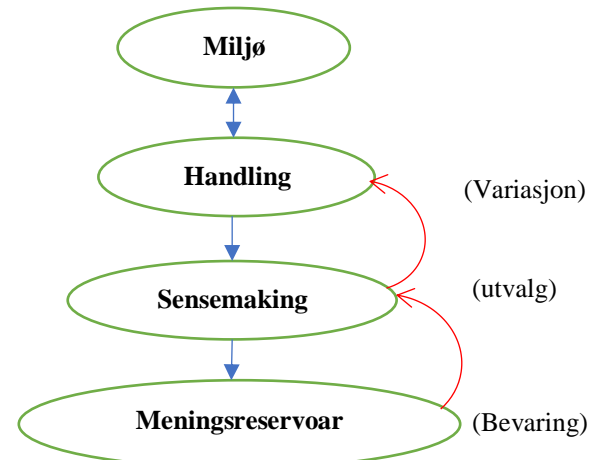 Miljø
Handling
(Variasjon)
Sensemaking
(utvalg)
Meningsreservoar
(Bevaring)